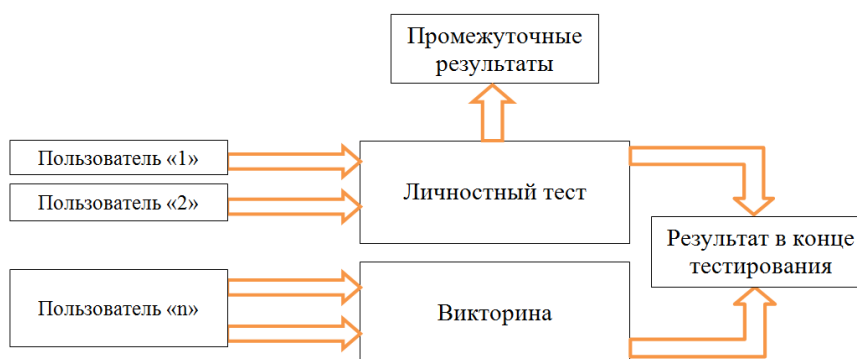 Промежуточные
результаты
Пользователь «1»
Пользователь «2»
Личностный тест
Результат в конце
тестирования
Пользователь «n»
Викторина